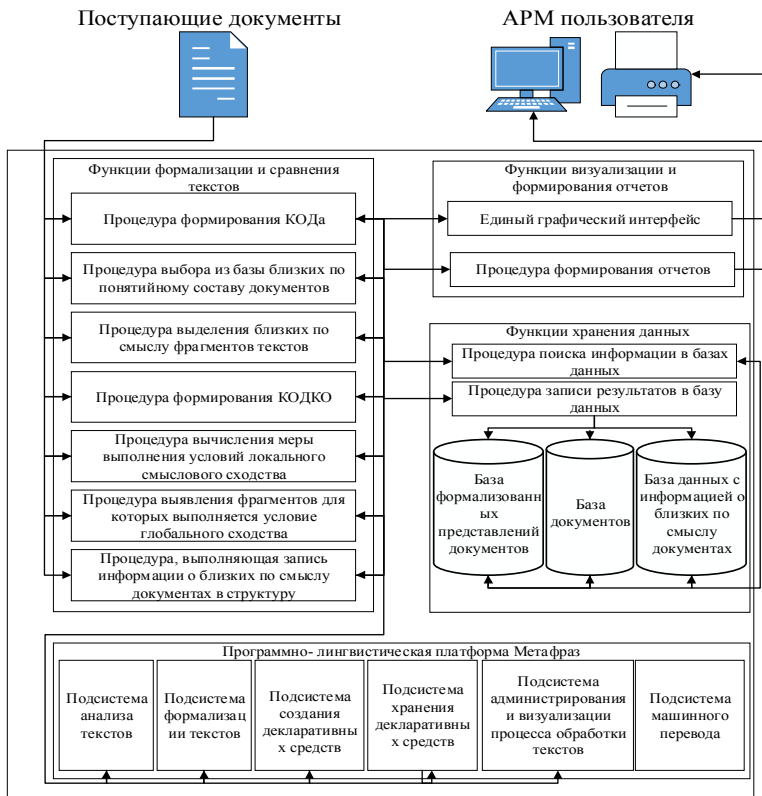 Поступающие документы
АРМ пользователя
Функции формализации и сравнения
текстов
Процедура формирования КОДа
Процедура выбора из базы близких по
понятийному составу документов
Процедура выделения близких по
смыслу фрагментов текстов
Процедура формирования КОДКО
Процедура вычисления меры
выполнения условий локального
смыслового сходства
Процедура выявления фрагментов для
которых выполняется условие
глобального сходства
Процедура, выполняющая запись
информации о близких по смыслу
документах в структуру
Функции визуализации и
формирования отчетов
Единый графический интерфейс
Процедура формирования отчетов
Функции хранения данных
Процедура поиска информации в базах
данных
Процедура записи результатов в базу
данных
База
формализованн
ых
представлений
документов
База
документов
База данных с
информацией о
близких по
смыслу
документах
Программно- лингвистическая платформа Метафраз
Подсистема
анализа
текстов
Подсистема
формализац
ии текстов
Подсистема
создания
декларативны
х средств
Подсистема
хранения
декларативны
х средств
Подсистема
администрирования
и визуализации
процесса обработки
текстов
Подсистема
машинного
перевода